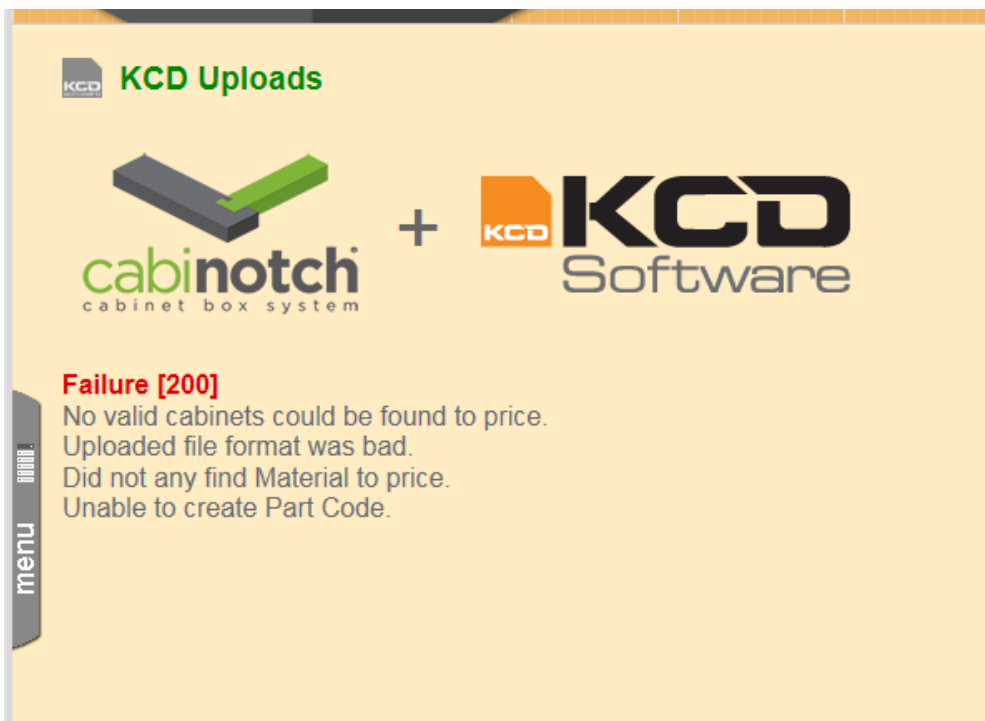 KCD Uploads
cabinotch
cabinet box system
+
KCD
KCD
Software
Failure [200]
No valid cabinets could be found to price.
Uploaded file format was bad.
Did not any find Material to price.
Unable to create Part Code.
menu